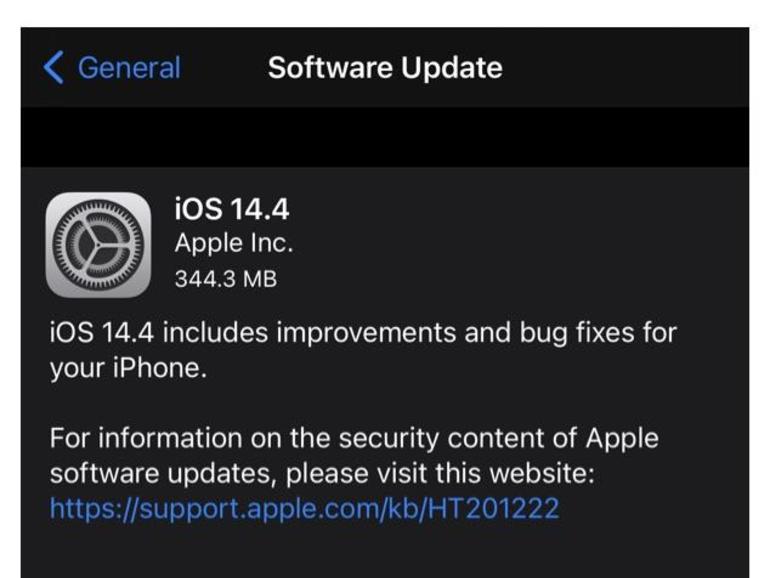 General
Software Update
iOS 14.4
Apple Inc.
344.3 MB
iOS 14.4 includes improvements and bug fixes for
your iPhone.
For information on the security content of Apple
software updates, please visit this website:
https://support.apple.com/kb/HT201222